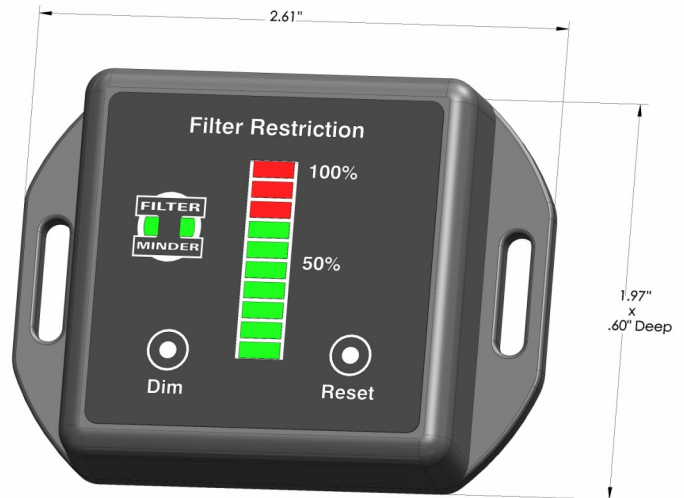 2.61"
Filter Restriction
100%
FILTER
MINDER
50%
1.97"
x
.60" Deep
Dim
Reset